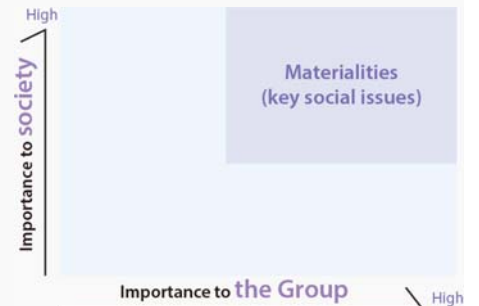 High
Importance to society
Materialities
(key social issues)
Importance to the Group
High